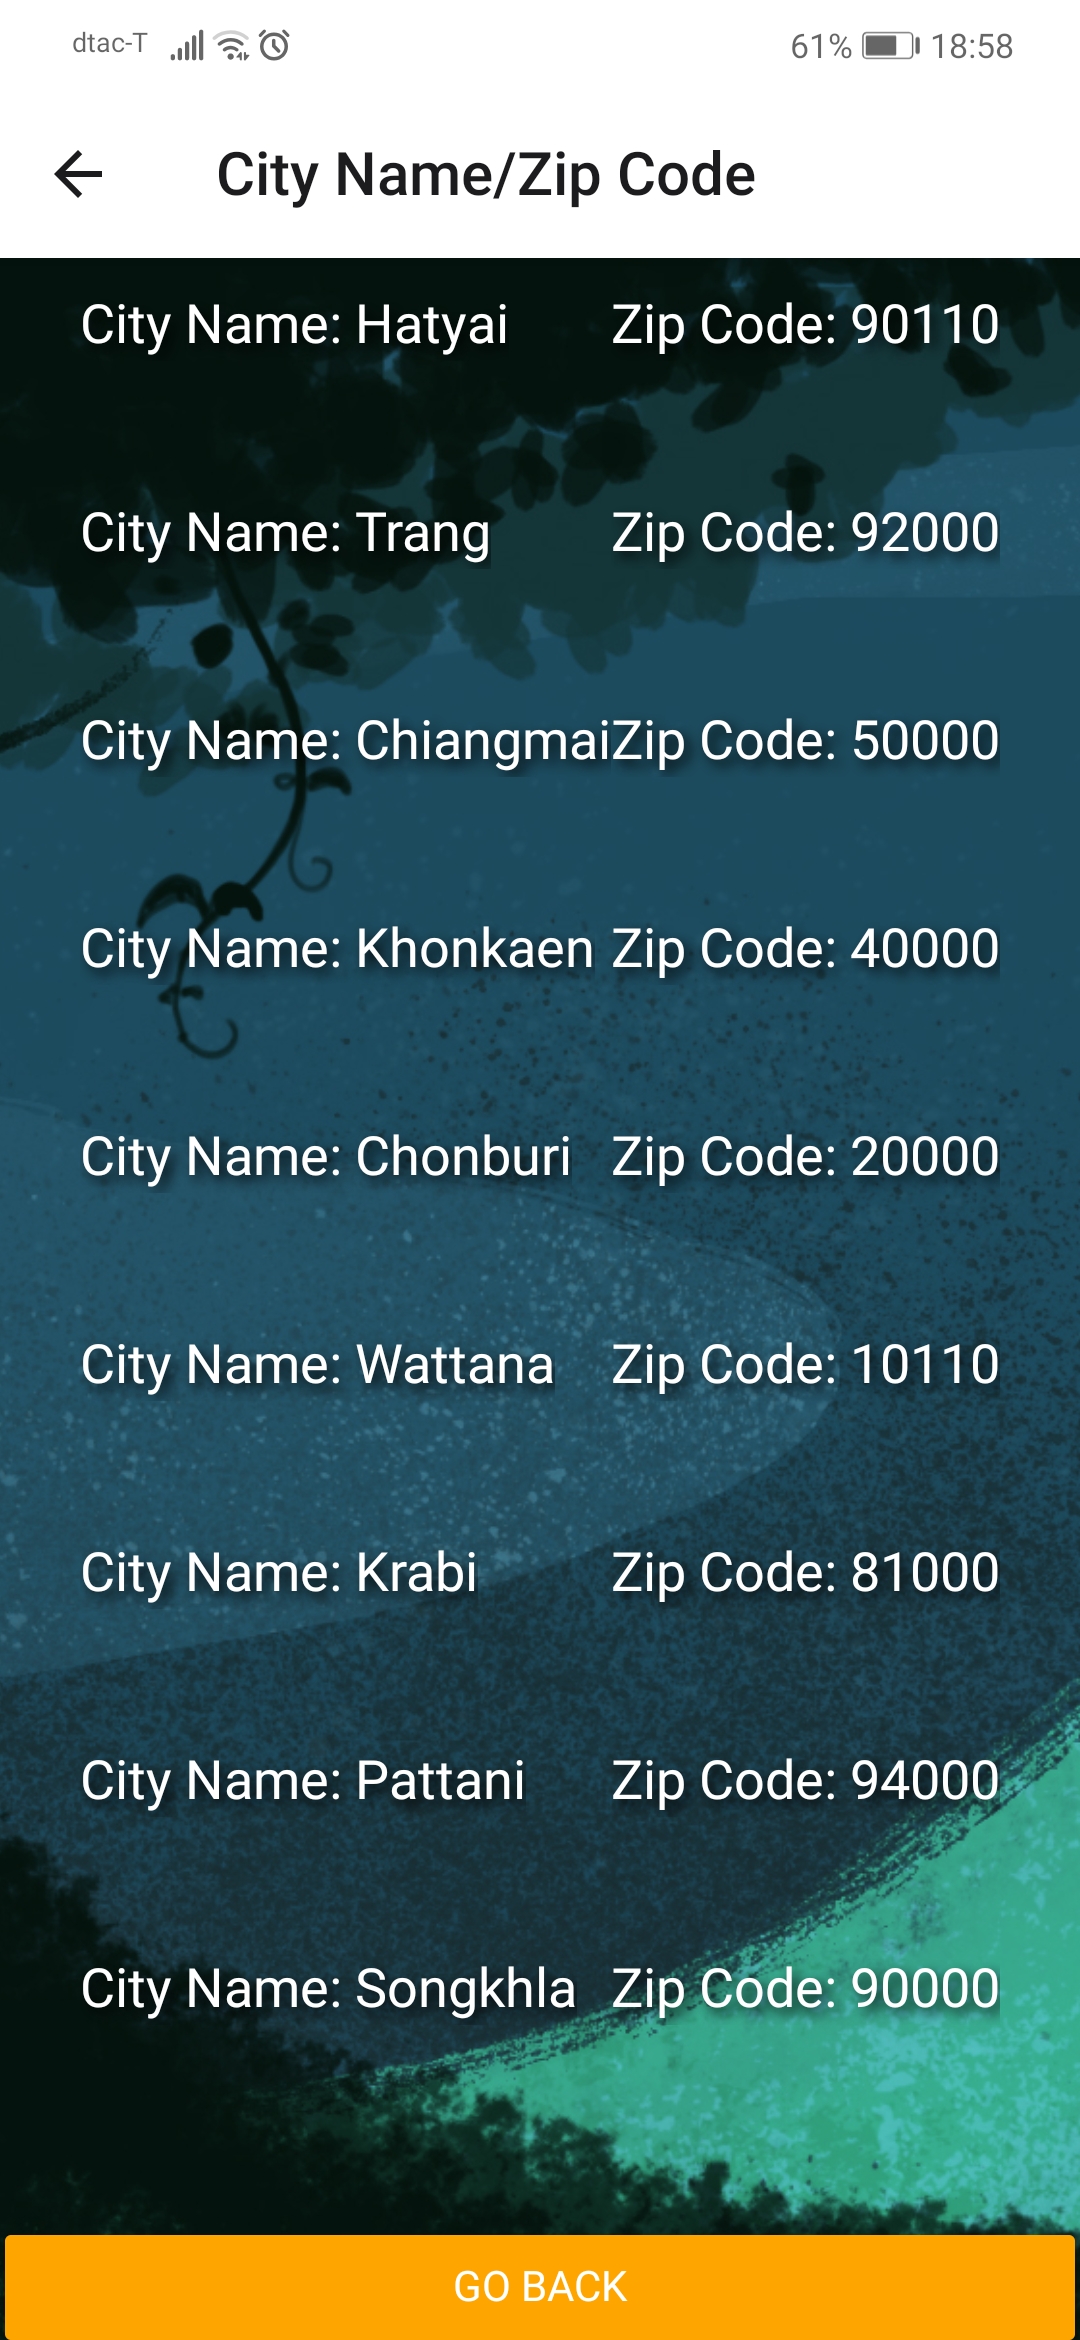 dtac-T 61% 18:58
City Name/Zip Code
City Name: Hatyai Zip Code: 90110
City Name: Trang Zip Code: 92000
City Name: ChiangmaiZip Code: 50000
City Name: Khonkaen Zip Code: 40000
City Name: Chonburi Zip Code: 20000
City Name: Wattana Zip Code: 10110
City Name: Krabi Zip Code: 81000
City Name: Pattani Zip Code: 94000
City Name: Songkhla Zip Code: 90000
GO BACK